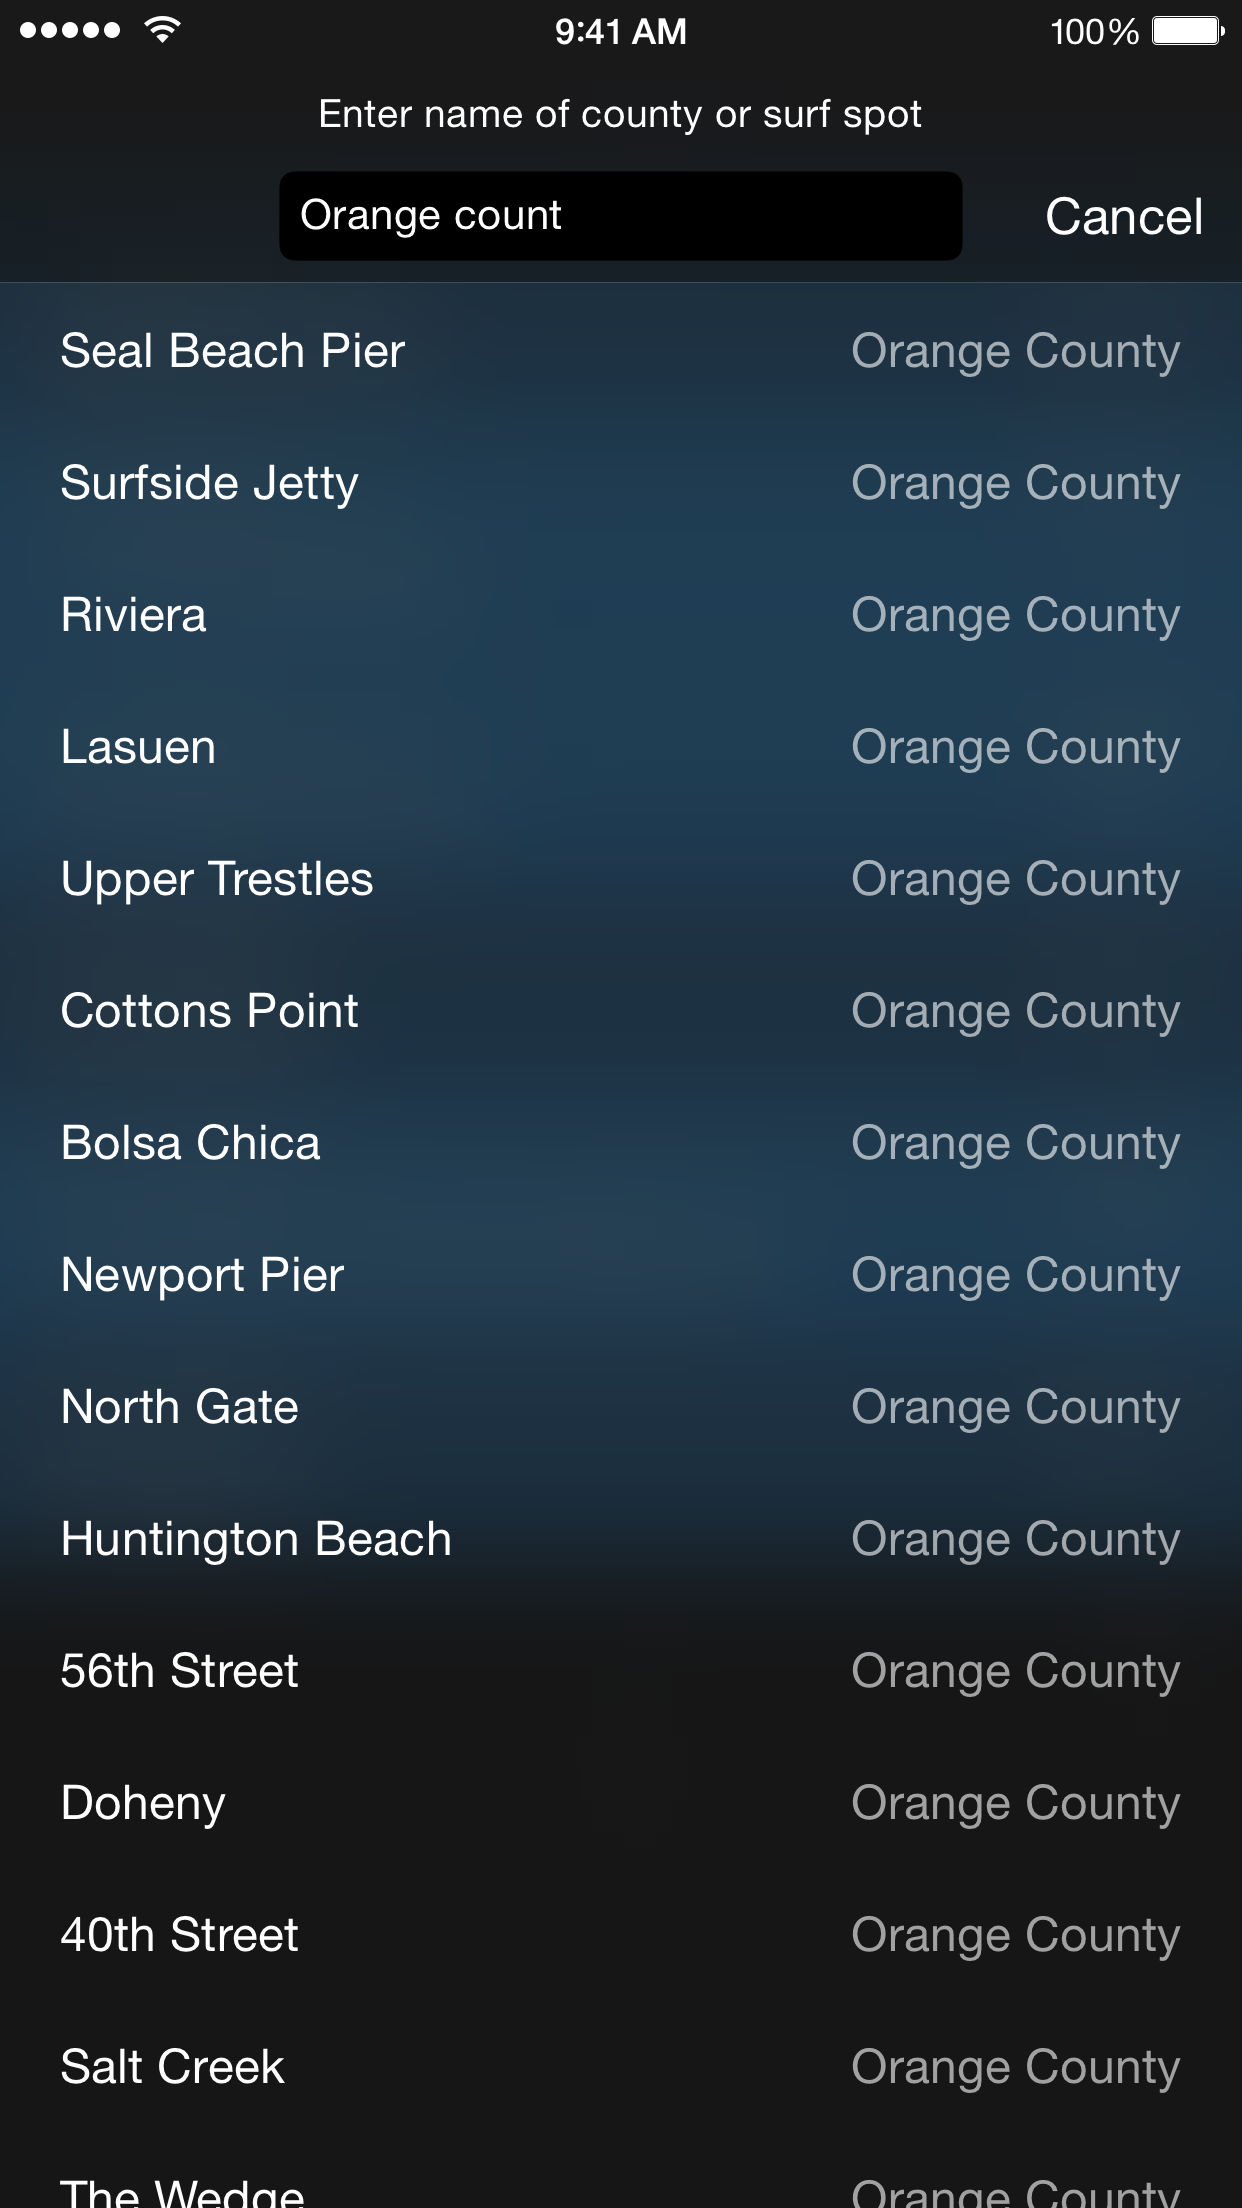 9:41 AM
100%
Enter name of county or surf spot
Orange count
Cancel
Seal Beach Pier Orange County
Surfside Jetty Orange County
Riviera Orange County
Lasuen Orange County
Upper Trestles Orange County
Cottons Point Orange County
Bolsa Chica Orange County
Newport Pier Orange County
North Gate Orange County
Huntington Beach Orange County
56th Street Orange County
Doheny Orange County
40th Street Orange County
Salt Creek Orange County
The Wedge Orange County